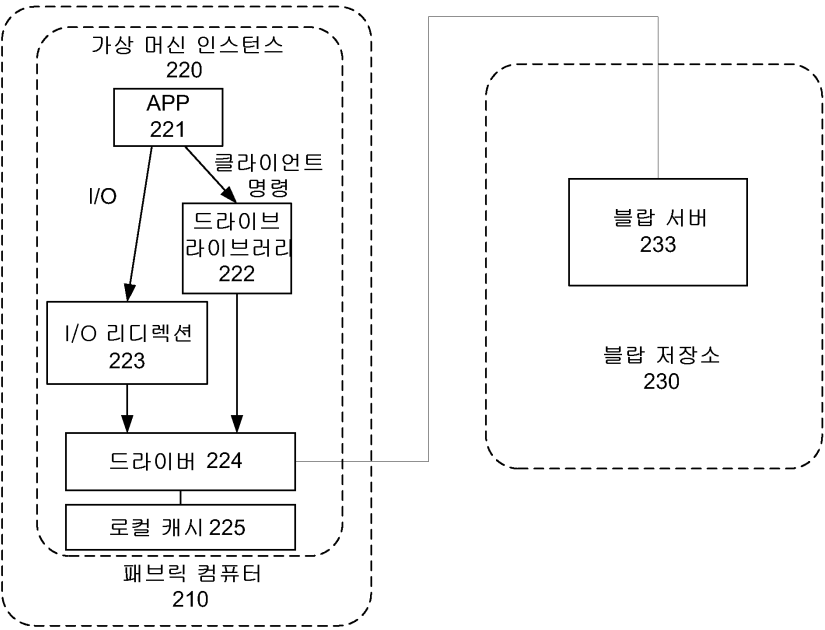 가상 머신 인스턴스
220
APP
221
I/O
클라이언트
명령
드라이브
라이브러리
222
I/O 리디렉션
223
드라이버 224
로컬 캐시 225
패브릭 컴퓨터
210
블랍 서버
233
블랍 저장소
230